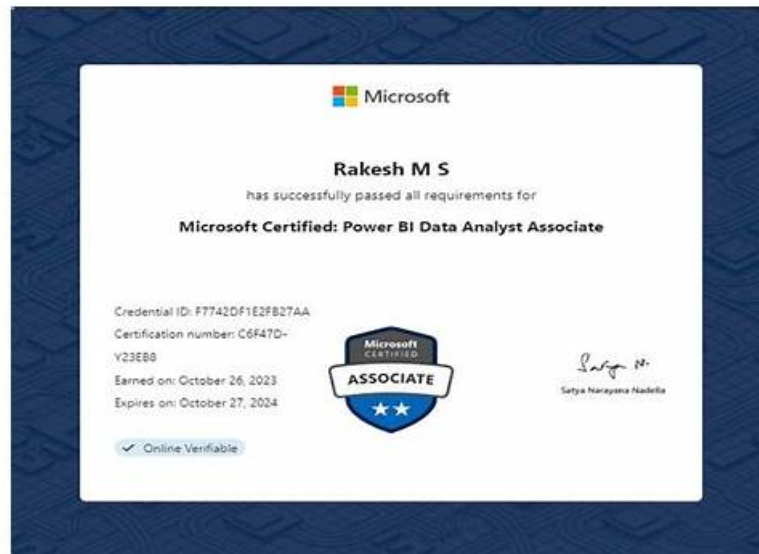 Microsoft
Rakesh M S
has successfully passed all requirements for
Microsoft Certified: Power BI Data Analyst Associate
Credential ID: F7742DF1E2FB27AA
Certification number: C6F47D-
Y23EB8
Earned on: October 26, 2023
Expires on: October 27, 2024
Online Verifiable
Microsoft
CERTIFIED
ASSOCIATE
Satya N.
Satya Narayana Nadella